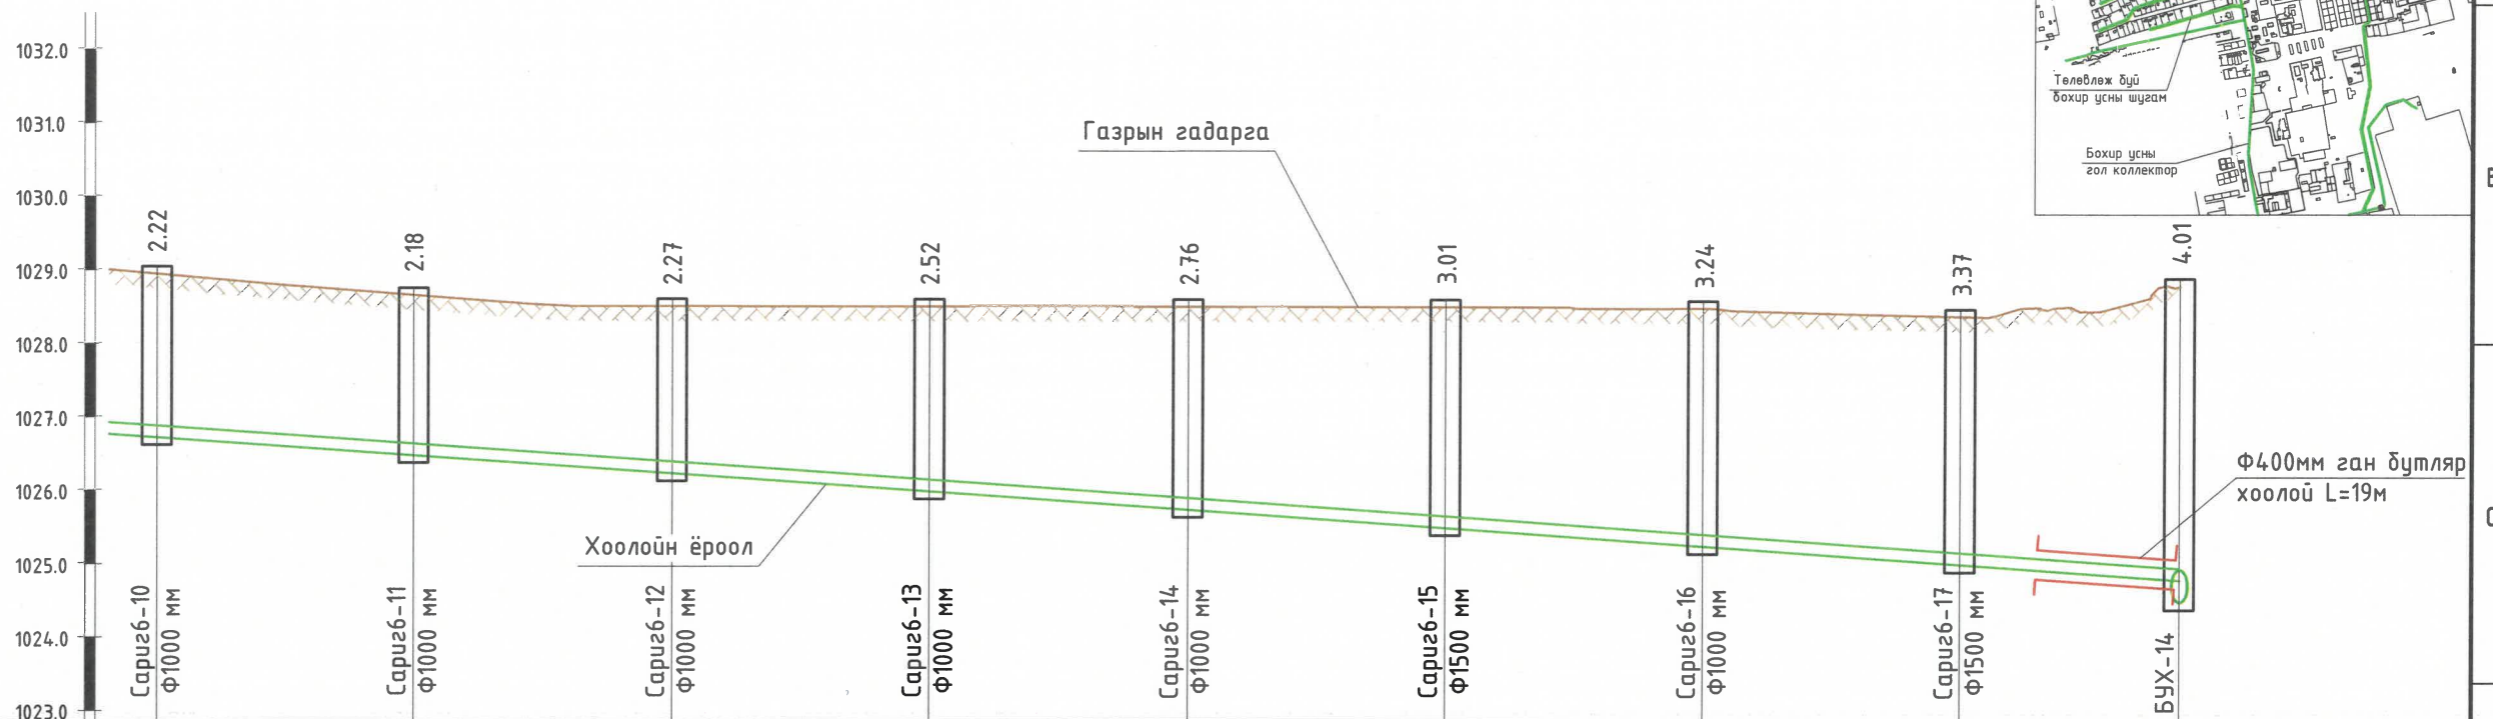 1032.0
1031.0
1030.0
1029.0
1028.0
1027.0
1026.0
1025.0
1024.0
1023.0
Төлөвлөж буй
бохир усны шугам
Бохир усны
гол коллектор
Газрын гадарга
2.22
2.18
2.27
2.52
2.76
3.01
3.24
3.37
4.01
Ф400мм ган бутляр
хоолой L=19м
Хоолойн ёроол
Сариг6-10
Ф1000 мм
Сариг6-11
Ф1000 мм
Сариг6-12
Ф1000 мм
Сариг6-13
Ф1000 мм
Сариг6-14
Ф1000 мм
Сариг6-15
Ф1500 мм
Сариг6-16
Ф1000 мм
Сариг6-17
Ф1500 мм
БУХ-14